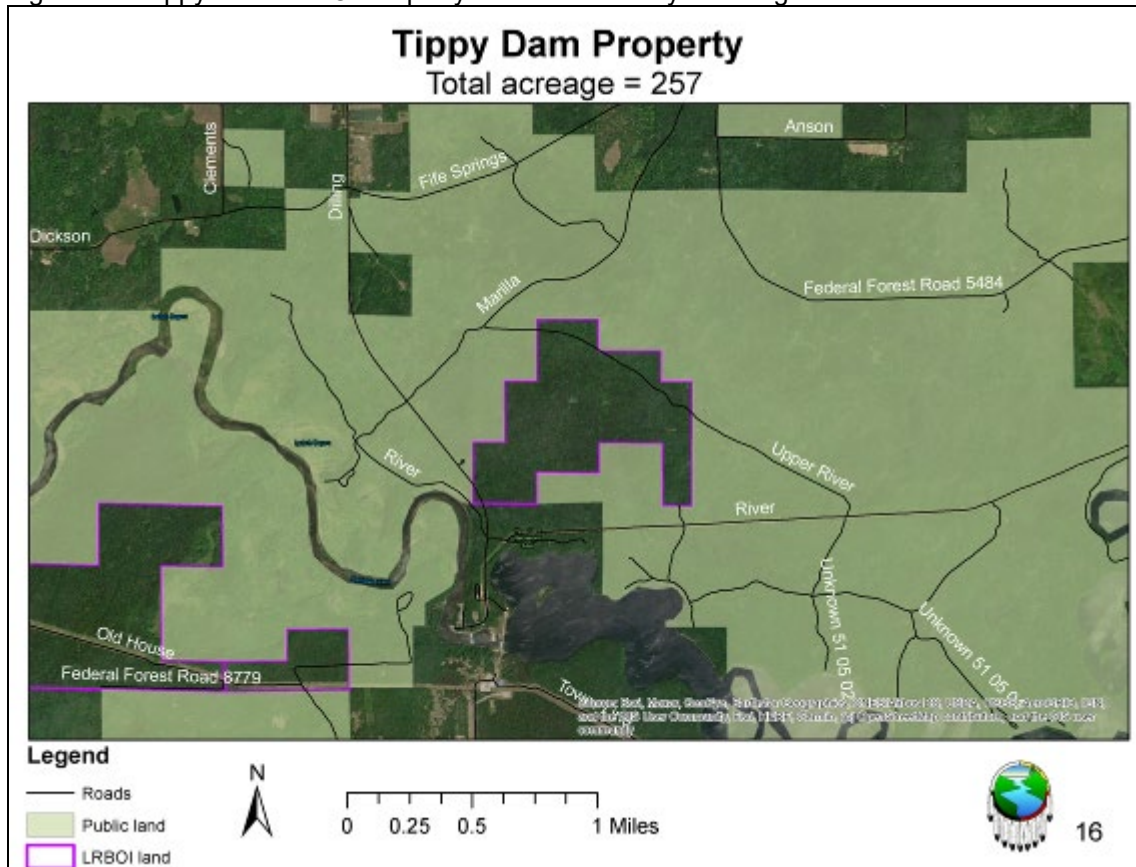 Tippy Dam Property
Total acreage = 257
Clements
Anson
Fife Springs
Dilling
Dickson
Marilla
Federal Forest Road 5484
River
Upper River
River
Unknown 51 05 02
Unknown 51 05 0
Old House
Federal Forest Road 8779
Town
community
Legend
Roads
Public land
LRBOI land
N
0 0.25 0.5 1 Miles
16